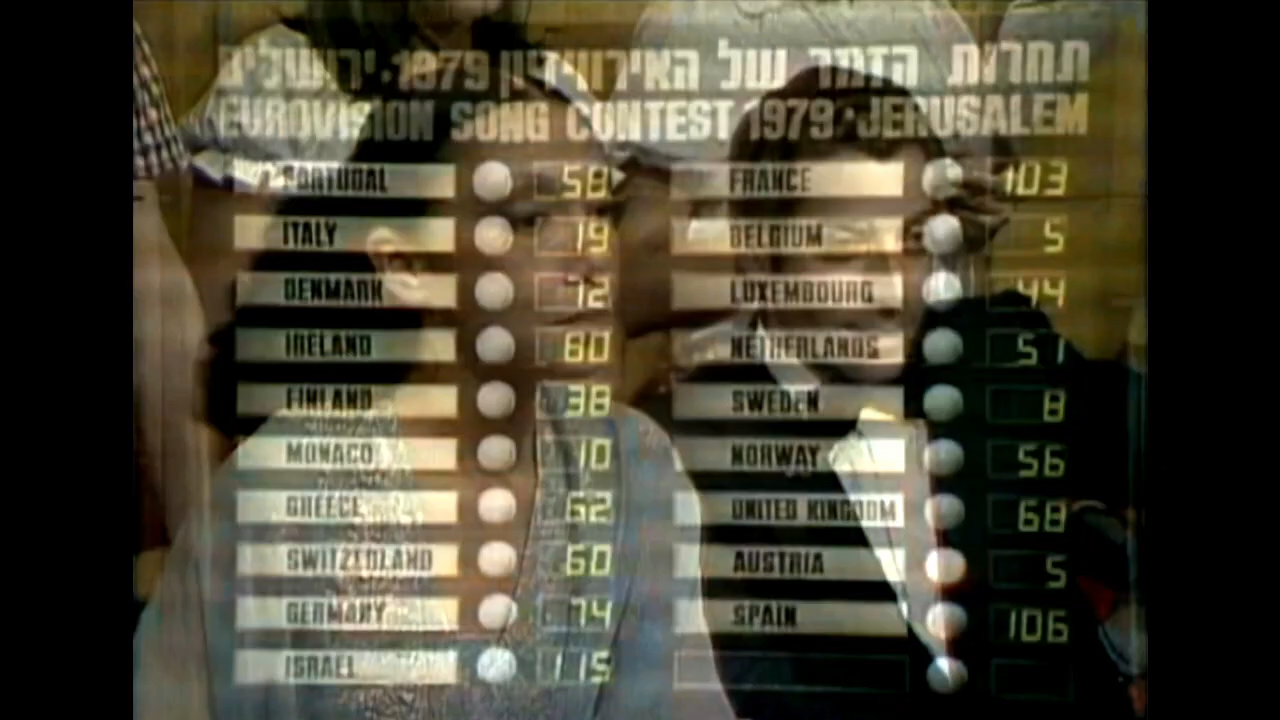 תחרות הזמר של האירוויזיון 1979 · ירושלים
EUROVISION SONG CONTEST 1979 · JERUSALEM
PORTUGAL 58 FRANCE 103
ITALY 19 BELGIUM 5
DENMARK 72 LUXEMBOURG 44
IRELAND 80 NETHERLANDS 51
FINLAND 38 SWEDEN 8
MONACO 10 NORWAY 56
GREECE 62 UNITED KINGDOM 68
SWITZERLAND 60 AUSTRIA 5
GERMANY 74 SPAIN 106
ISRAEL 115